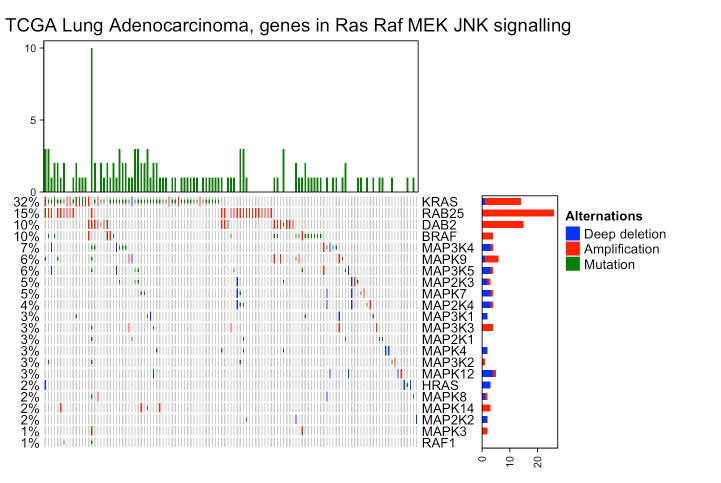 TCGA Lung Adenocarcinoma, genes in Ras Raf MEK JNK signalling
10
5
0
32% KRAS
15% RAB25
10% DAB2
10% BRAF
7% MAP3K4
6% MAPK9
6% MAP3K5
5% MAP2K3
5% MAPK7
4% MAP2K4
3% MAP3K1
3% MAP3K3
3% MAP2K1
3% MAPK4
3% MAP3K2
3% MAPK12
2% HRAS
2% MAPK8
2% MAPK14
2% MAP2K2
1% MAPK3
1% RAF1
0 10 20
Alternations
Deep deletion
Amplification
Mutation